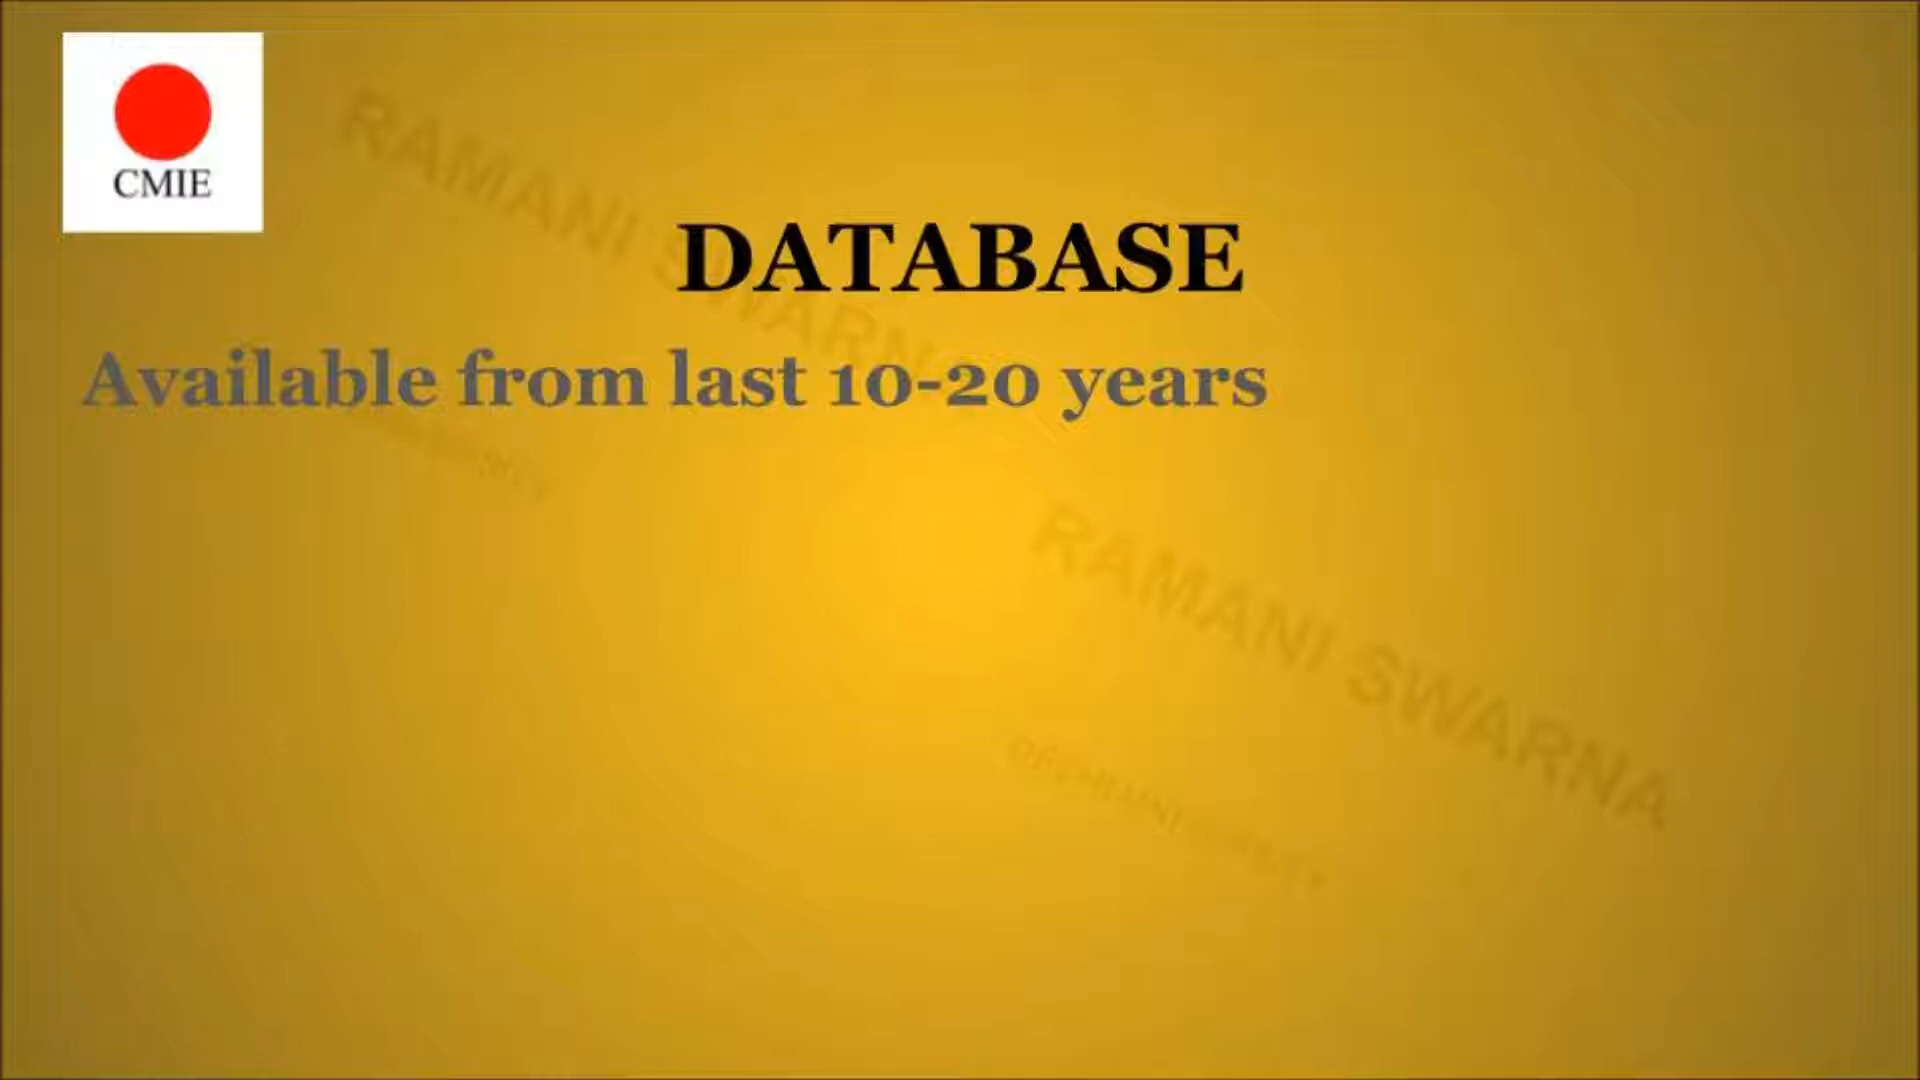 CMIE
RAMANI SWARNA
DATABASE
Available from last 10-20 years
RAMANI SWARNA